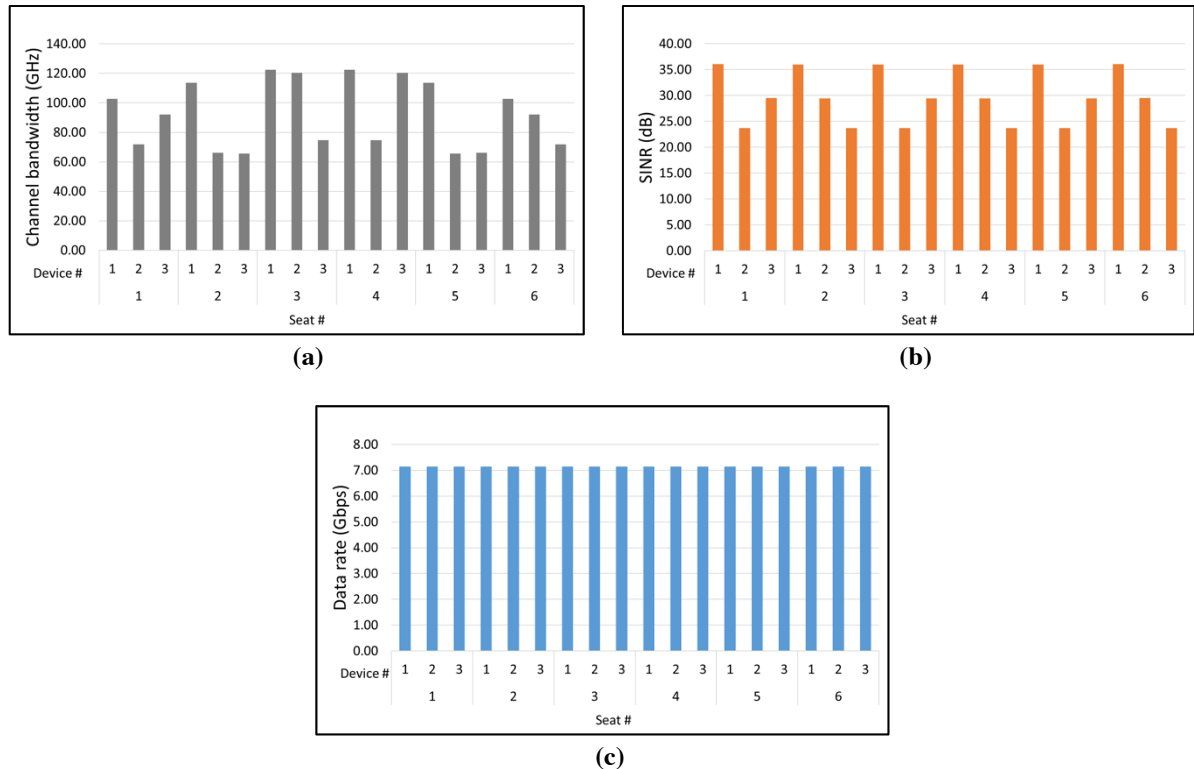 Channel bandwidth (GHz)
140.00
120.00
100.00
80.00
60.00
40.00
20.00
0.00
Device # 1 2 3 1 2 3 1 2 3 1 2 3 1 2 3 1 2 3
1 2 3 4 5 6
Seat #
(a)
SINR (dB)
40.00
35.00
30.00
25.00
20.00
15.00
10.00
5.00
0.00
Device # 1 2 3 1 2 3 1 2 3 1 2 3 1 2 3 1 2 3
1 2 3 4 5 6
Seat #
(b)
Data rate (Gbps)
8.00
7.00
6.00
5.00
4.00
3.00
2.00
1.00
0.00
Device # 1 2 3 1 2 3 1 2 3 1 2 3 1 2 3 1 2 3
1 2 3 4 5 6
Seat #
(c)